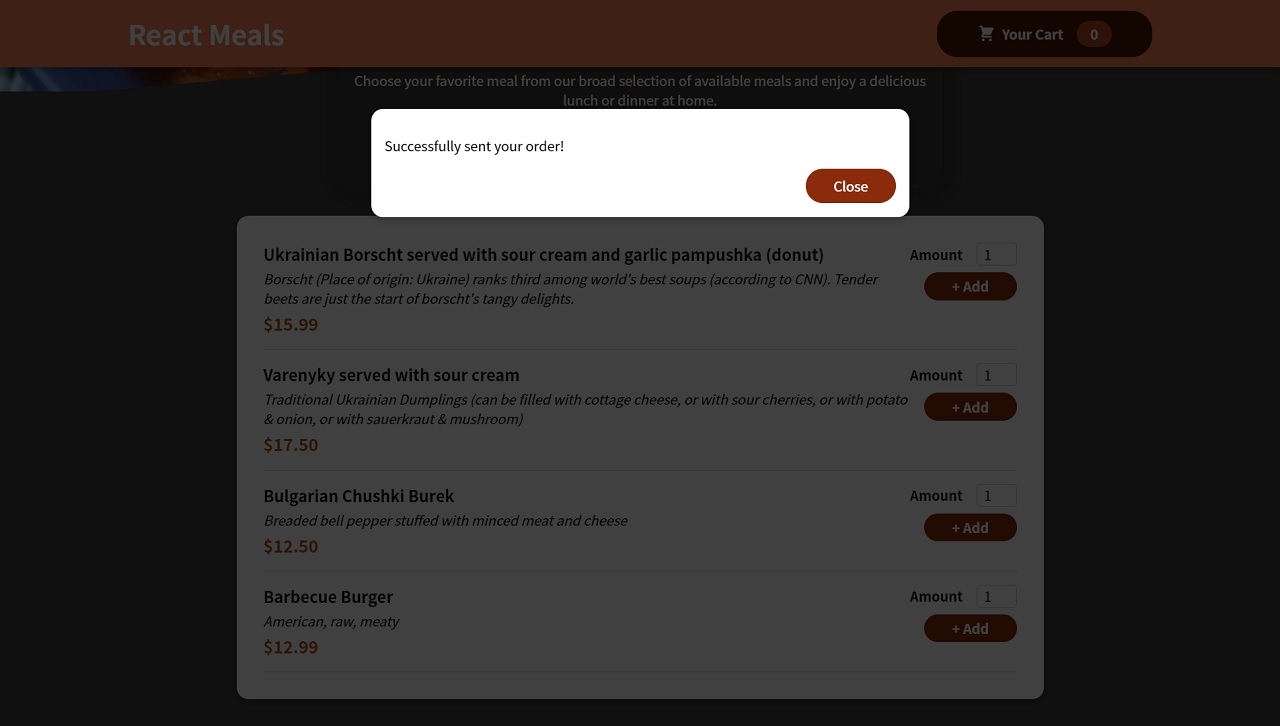 React Meals
Your Cart 0
Choose your favorite meal from our broad selection of available meals and enjoy a delicious
lunch or dinner at home.
Successfully sent your order!
Close
Ukrainian Borscht served with sour cream and garlic pampushka (donut)
Amount 1
Borscht (Place of origin: Ukraine) ranks third among world's best soups (according to CNN). Tender
beets are just the start of borscht's tangy delights.
+ Add
$15.99
Varenyky served with sour cream
Amount 1
Traditional Ukrainian Dumplings (can be filled with cottage cheese, or with sour cherries, or with potato
& onion, or with sauerkraut & mushroom)
+ Add
$17.50
Bulgarian Chushki Burek
Amount 1
Breaded bell pepper stuffed with minced meat and cheese
+ Add
$12.50
Barbecue Burger
Amount 1
American, raw, meaty
+ Add
$12.99